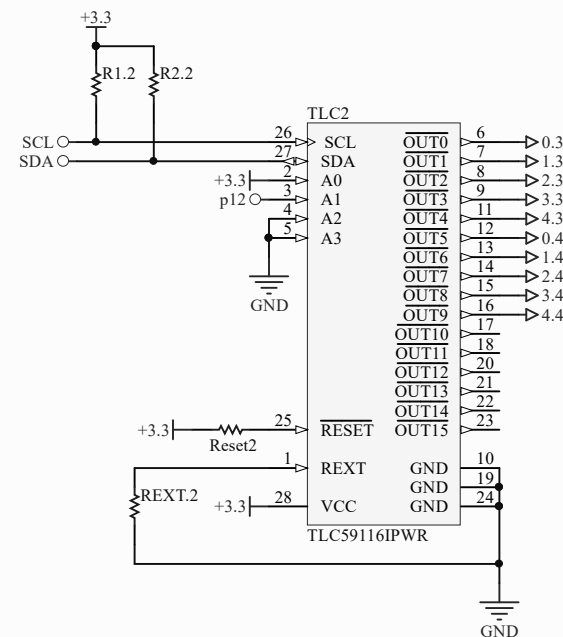 +3.3
R1.2 R2.2
TLC2
SCL 26 SCL OUT0 6 0.3
SDA 27 SDA OUT1 7 1.3
+3.3 2 A0 OUT2 8 2.3
p12 3 A1 OUT3 9 3.3
4 A2 OUT4 11 4.3
5 A3 OUT5 12 0.4
OUT6 13 1.4
OUT7 14 2.4
GND OUT8 15 3.4
OUT9 16 4.4
OUT10 17
OUT11 18
OUT12 20
OUT13 21
OUT14 22
+3.3 25 RESET OUT15 23
Reset2
1 REXT GND 10
REXT.2 GND 19
+3.3 28 VCC GND 24
TLC59116IPWR
GND